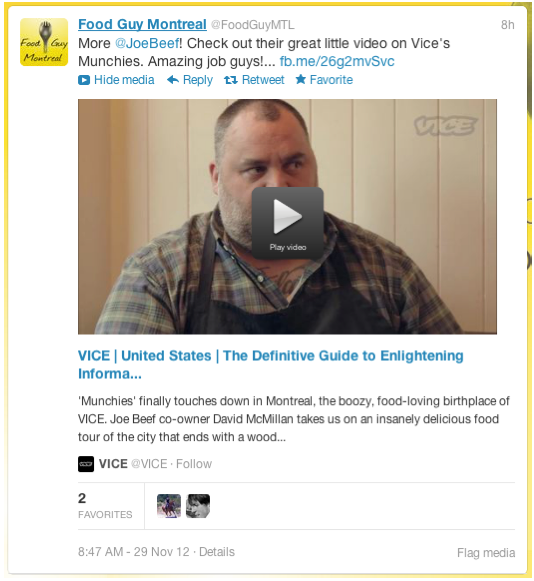 Food Guy Montreal
Food Guy Montreal @FoodGuyMTL 8h
More @JoeBeef! Check out their great little video on Vice's
Munchies. Amazing job guys!... fb.me/26g2mvSvc
Hide media Reply Retweet Favorite
VICE
Play video
VICE | United States | The Definitive Guide to Enlightening
Informa...
'Munchies' finally touches down in Montreal, the boozy, food-loving birthplace of
VICE. Joe Beef co-owner David McMillan takes us on an insanely delicious food
tour of the city that ends with a wood...
VICE @VICE · Follow
2
FAVORITES
8:47 AM - 29 Nov 12 · Details Flag media